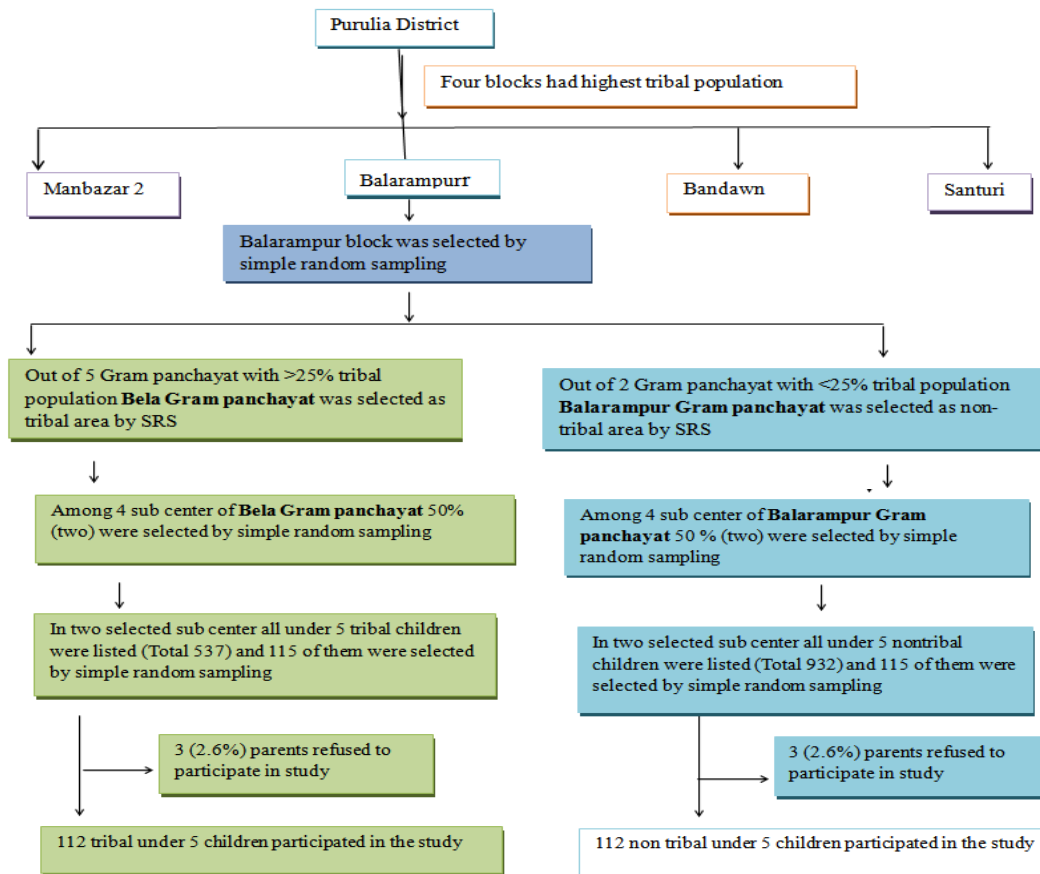 Purulia District
Four blocks had highest tribal population
Manbazar 2
Balarampurr
Bandawn
Santuri
Balarampur block was selected by
simple random sampling
Out of 5 Gram panchayat with >25% tribal
population Bela Gram panchayat was selected as
tribal area by SRS
Out of 2 Gram panchayat with <25% tribal population
Balarampur Gram panchayat was selected as non-
tribal area by SRS
Among 4 sub center of Bela Gram panchayat 50%
(two) were selected by simple random sampling
Among 4 sub center of Balarampur Gram
panchayat 50 % (two) were selected by simple
random sampling
In two selected sub center all under 5 tribal children
were listed (Total 537) and 115 of them were selected
by simple random sampling
In two selected sub center all under 5 nontribal
children were listed (Total 932) and 115 of them were
selected by simple random sampling
3 (2.6%) parents refused to
participate in study
3 (2.6%) parents refused to
participate in study
112 tribal under 5 children participated in the study
112 non tribal under 5 children participated in the study